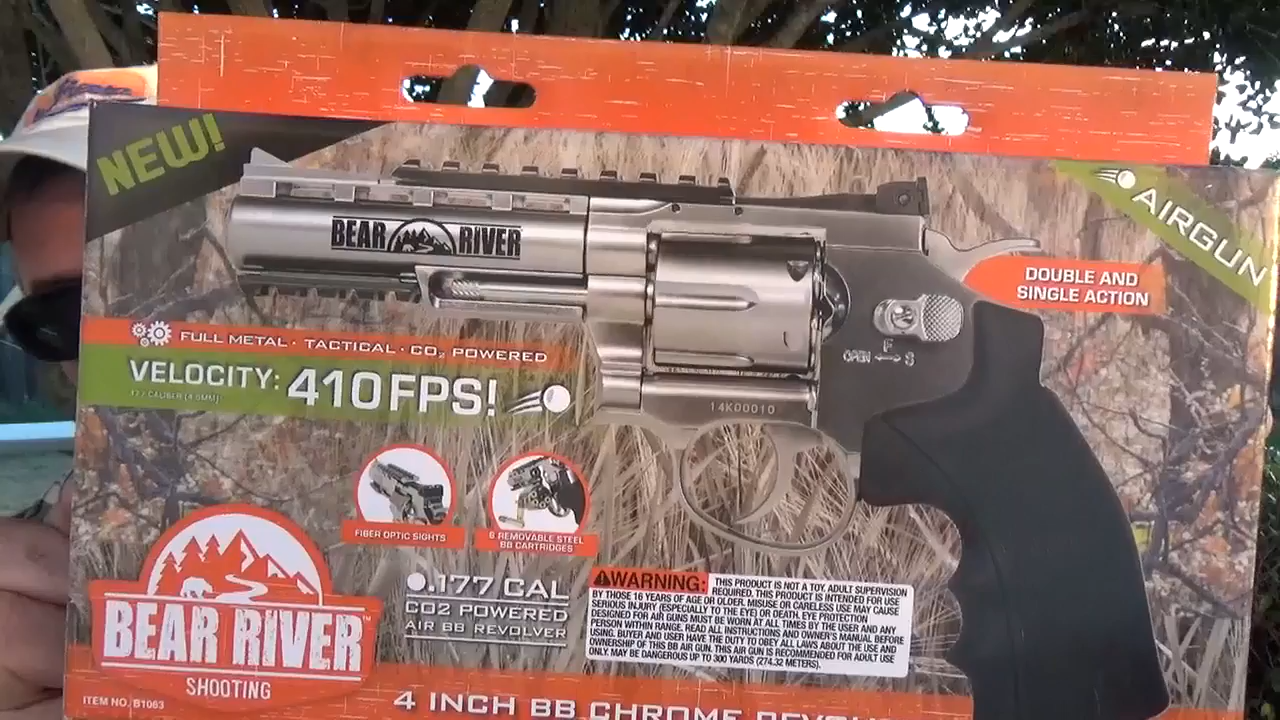 NEW!
AIRGUN
BEAR RIVER
DOUBLE AND
SINGLE ACTION
FULL METAL · TACTICAL · CO₂ POWERED
VELOCITY: 410 FPS!
.177 CALIBER (4.5MM)
F
OPEN S
14K00010
FIBER OPTIC SIGHTS
6 REMOVABLE STEEL
BB CARTRIDGES
.177 CAL
CO2 POWERED
AIR BB REVOLVER
WARNING: THIS PRODUCT IS NOT A TOY. ADULT SUPERVISION
REQUIRED. THIS PRODUCT IS INTENDED FOR USE
BY THOSE 16 YEARS OF AGE OR OLDER. MISUSE OR CARELESS USE MAY CAUSE
SERIOUS INJURY (ESPECIALLY TO THE EYE) OR DEATH. EYE PROTECTION
DESIGNED FOR AIR GUNS MUST BE WORN AT ALL TIMES BY THE USER AND ANY
PERSON WITHIN RANGE. READ ALL INSTRUCTIONS AND OWNER'S MANUAL BEFORE
USING. BUYER AND USER HAVE THE DUTY TO OBEY ALL LAWS ABOUT THE USE AND
OWNERSHIP OF THIS BB AIR GUN. THIS AIR GUN IS RECOMMENDED FOR ADULT USE
ONLY. MAY BE DANGEROUS UP TO 300 YARDS (274.32 METERS).
BEAR RIVER™
SHOOTING
ITEM NO. B1063
4 INCH BB CHROME